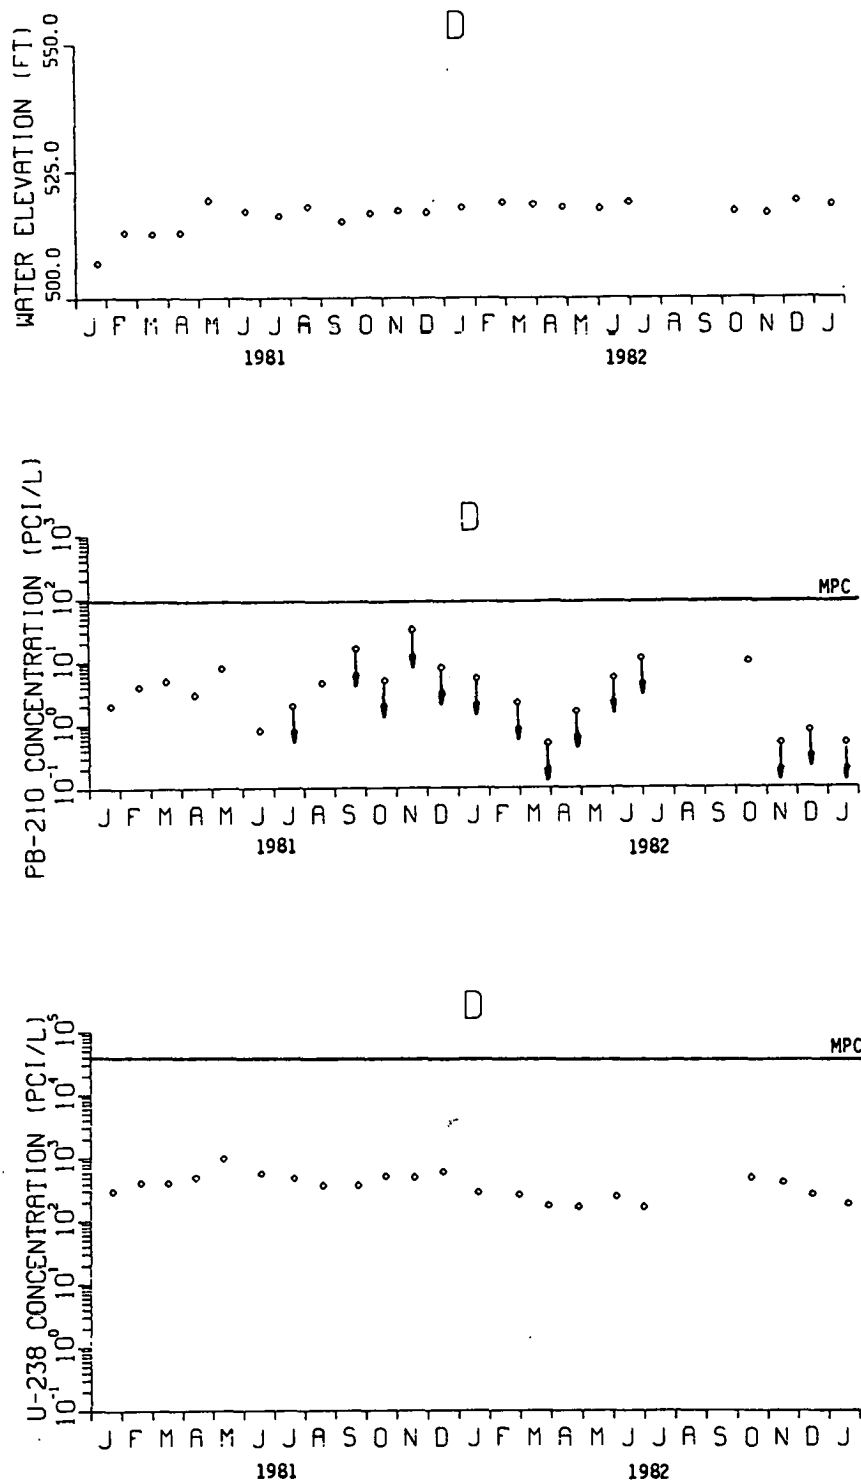 D
WATER ELEVATION (FT)
550.0
525.0
500.0
J F M A M J J A S O N D J F M A M J J A S O N D J
1981 1982
D
PB-210 CONCENTRATION (PCI/L)
10³
10²
10¹
10⁰
10⁻¹
MPC
J F M A M J J A S O N D J F M A M J J A S O N D J
1981 1982
D
U-238 CONCENTRATION (PCI/L)
10⁵
10⁴
10³
10²
10¹
10⁰
10⁻¹
MPC
J F M A M J J A S O N D J F M A M J J A S O N D J
1981 1982